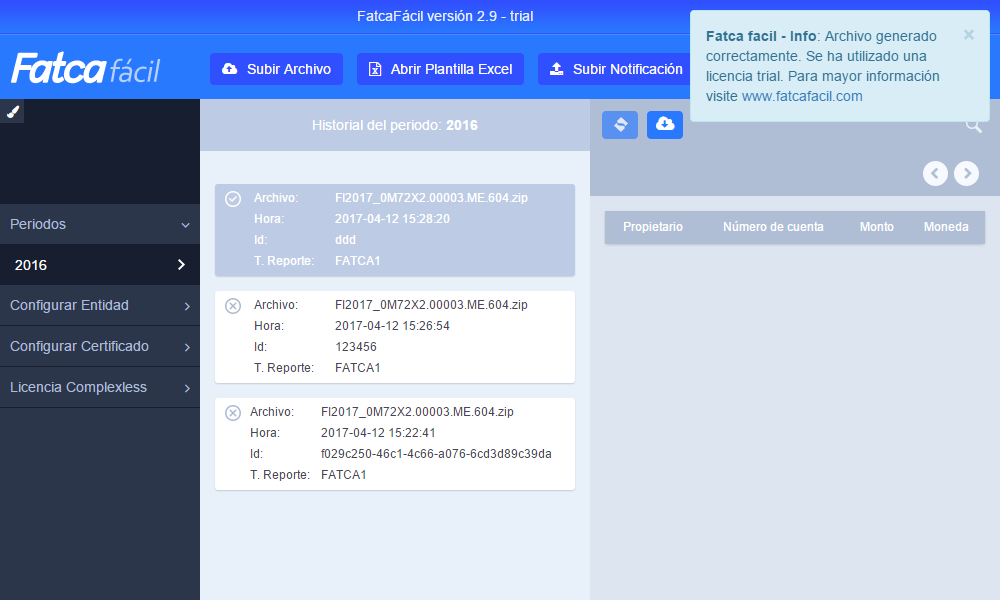 FatcaFácil versión 2.9 - trial
Fatca fácil
Subir Archivo
Abrir Plantilla Excel
Subir Notificación
Fatca facil - Info: Archivo generado
correctamente. Se ha utilizado una
licencia trial. Para mayor información
visite www.fatcafacil.com
×
Periodos
2016
Configurar Entidad
Configurar Certificado
Licencia Complexless
Historial del periodo: 2016
Archivo: FI2017_0M72X2.00003.ME.604.zip
Hora: 2017-04-12 15:28:20
Id: ddd
T. Reporte: FATCA1
Archivo: FI2017_0M72X2.00003.ME.604.zip
Hora: 2017-04-12 15:26:54
Id: 123456
T. Reporte: FATCA1
Archivo: FI2017_0M72X2.00003.ME.604.zip
Hora: 2017-04-12 15:22:41
Id: f029c250-46c1-4c66-a076-6cd3d89c39da
T. Reporte: FATCA1
Propietario Número de cuenta Monto Moneda